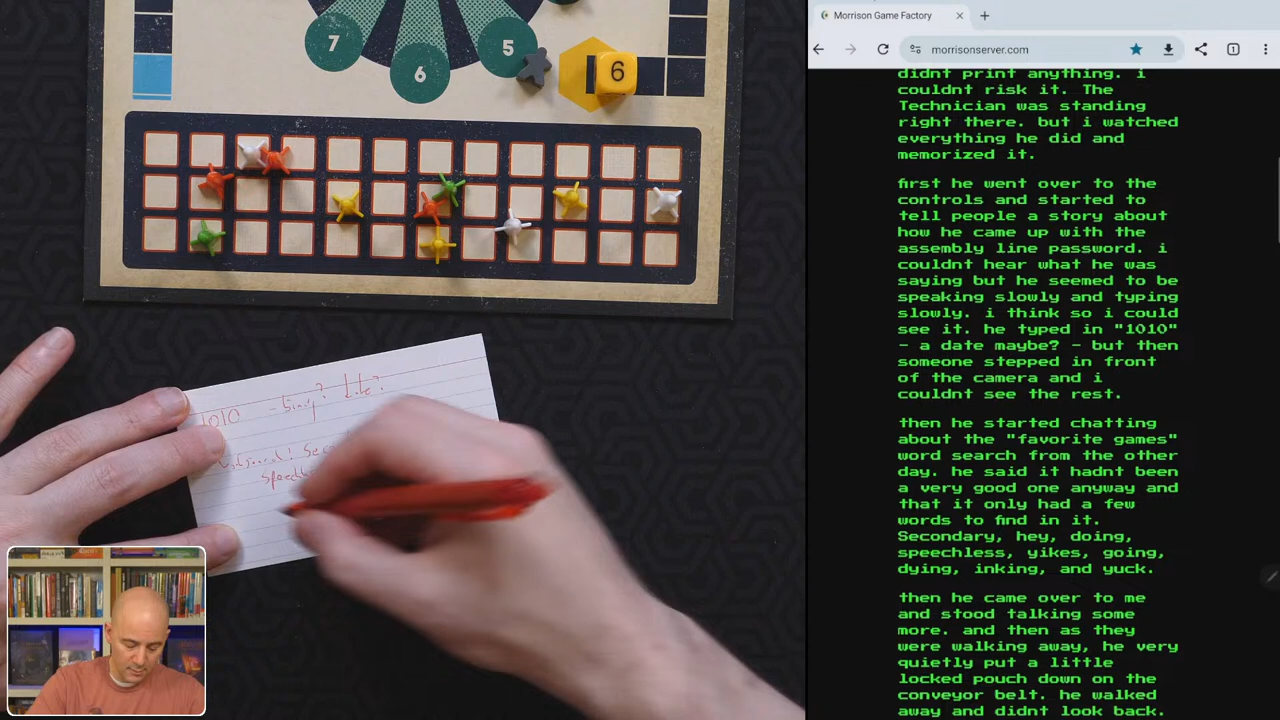 7
6
5
6
1010
Morrison Game Factory
morrisonserver.com
1
didnt print anything. i
couldnt risk it. The
Technician was standing
right there. but i watched
everything he did and
memorized it.
first he went over to the
controls and started to
tell people a story about
how he came up with the
assembly line password. i
couldnt hear what he was
saying but he seemed to be
speaking slowly and typing
slowly. i think so i could
see it. he typed in "1010"
- a date maybe? - but then
someone stepped in front
of the camera and i
couldnt see the rest.
then he started chatting
about the "favorite games"
word search from the other
day. he said it hadnt been
a very good one anyway and
that it only had a few
words to find in it.
Secondary, hey, doing,
speechless, yikes, going,
dying, inking, and yuck.
then he came over to me
and stood talking some
more. and then as they
were walking away, he very
quietly put a little
locked pouch down on the
conveyor belt. he walked
away and didnt look back.